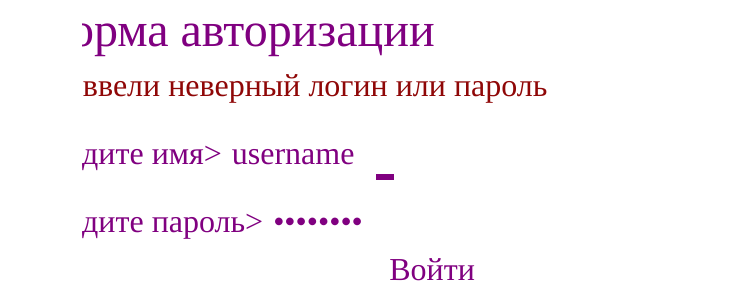 орма авторизации
ввели неверный логин или пароль
дите имя> username
дите пароль> ••••••••
Войти